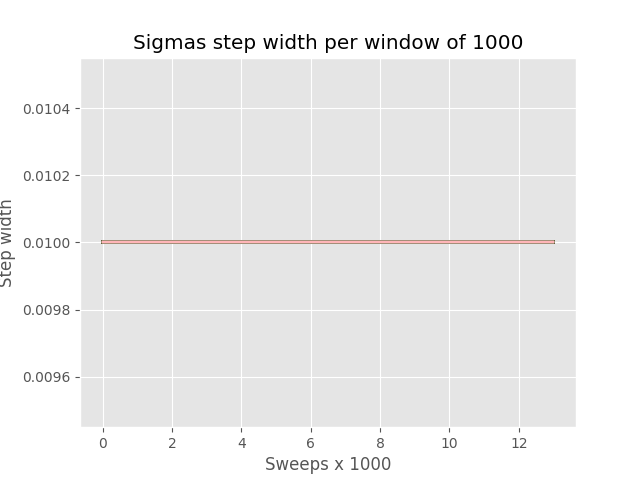 Sigmas step width per window of 1000
0.0104
0.0102
0.0100
0.0098
0.0096
Step width
0 2 4 6 8 10 12
Sweeps x 1000